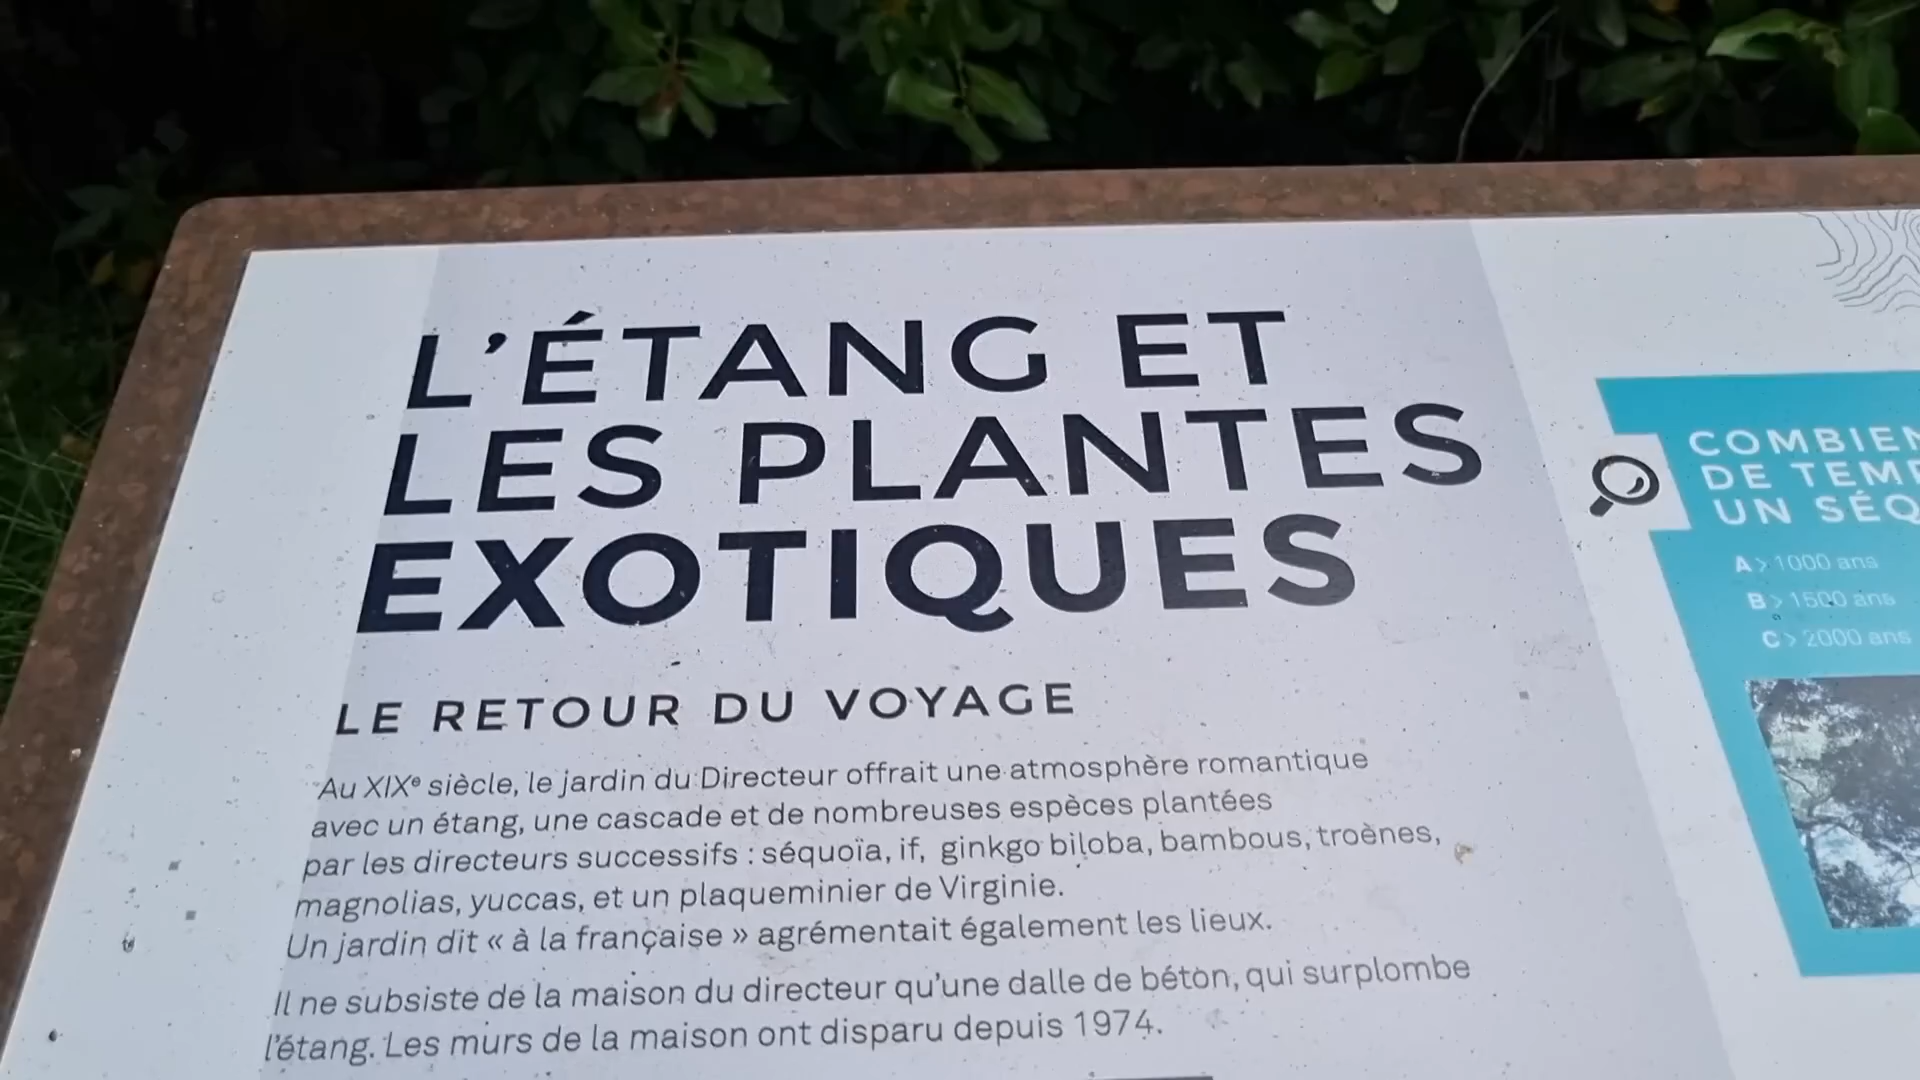 L'ÉTANG ET
LES PLANTES
EXOTIQUES
LE RETOUR DU VOYAGE
Au XIXe siècle, le jardin du Directeur offrait une atmosphère romantique
avec un étang, une cascade et de nombreuses espèces plantées
par les directeurs successifs : séquoïa, if, ginkgo biloba, bambous, troènes,
magnolias, yuccas, et un plaqueminier de Virginie.
Un jardin dit « à la française » agrémentait également les lieux.
Il ne subsiste de la maison du directeur qu'une dalle de béton, qui surplombe
l'étang. Les murs de la maison ont disparu depuis 1974.
COMBIEN
DE
UN
A > 1000 ans
B > 1500 ans
C > 2000 ans